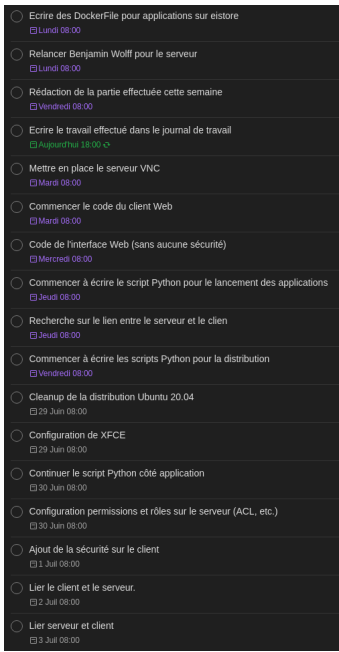 Ecrire des DockerFile pour applications sur eistore
Lundi 08:00
Relancer Benjamin Wolff pour le serveur
Lundi 08:00
Rédaction de la partie effectuée cette semaine
Vendredi 08:00
Ecrire le travail effectué dans le journal de travail
Aujourd'hui 18:00
Mettre en place le serveur VNC
Mardi 08:00
Commencer le code du client Web
Mardi 08:00
Code de l'interface Web (sans aucune sécurité)
Mercredi 08:00
Commencer à écrire le script Python pour le lancement des applications
Jeudi 08:00
Recherche sur le lien entre le serveur et le clien
Jeudi 08:00
Commencer à écrire les scripts Python pour la distribution
Vendredi 08:00
Cleanup de la distribution Ubuntu 20.04
29 Juin 08:00
Configuration de XFCE
29 Juin 08:00
Continuer le script Python côté application
30 Juin 08:00
Configuration permissions et rôles sur le serveur (ACL, etc.)
30 Juin 08:00
Ajout de la sécurité sur le client
1 Juil 08:00
Lier le client et le serveur.
2 Juil 08:00
Lier serveur et client
3 Juil 08:00